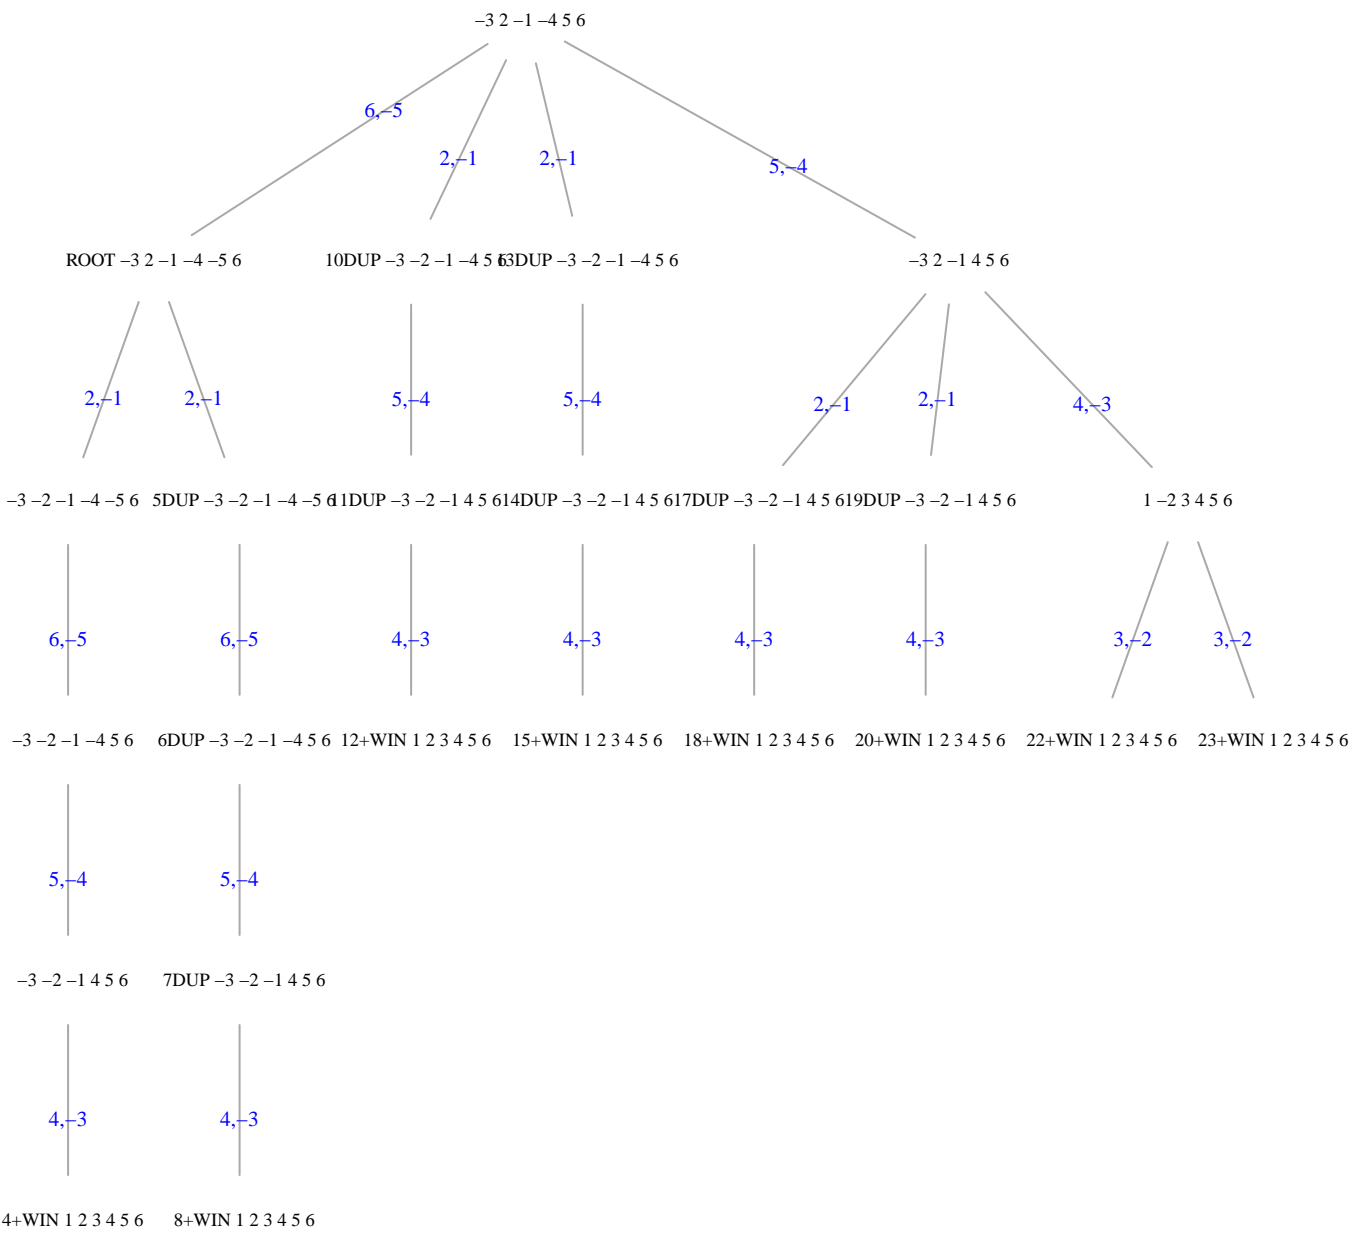 –3 2 –1 –4 5 6
6,–5
2,–1
2,–1
5,–4
ROOT –3 2 –1 –4 –5 6
10DUP –3 –2 –1 –4 5 6
13DUP –3 –2 –1 –4 5 6
–3 2 –1 4 5 6
2,–1
2,–1
5,–4
5,–4
2,–1
2,–1
4,–3
–3 –2 –1 –4 –5 6
5DUP –3 –2 –1 –4 –5 6
11DUP –3 –2 –1 4 5 6
14DUP –3 –2 –1 4 5 6
17DUP –3 –2 –1 4 5 6
19DUP –3 –2 –1 4 5 6
1 –2 3 4 5 6
6,–5
6,–5
4,–3
4,–3
4,–3
4,–3
3,–2
3,–2
–3 –2 –1 –4 5 6
6DUP –3 –2 –1 –4 5 6
12+WIN 1 2 3 4 5 6
15+WIN 1 2 3 4 5 6
18+WIN 1 2 3 4 5 6
20+WIN 1 2 3 4 5 6
22+WIN 1 2 3 4 5 6
23+WIN 1 2 3 4 5 6
5,–4
5,–4
–3 –2 –1 4 5 6
7DUP –3 –2 –1 4 5 6
4,–3
4,–3
4+WIN 1 2 3 4 5 6
8+WIN 1 2 3 4 5 6